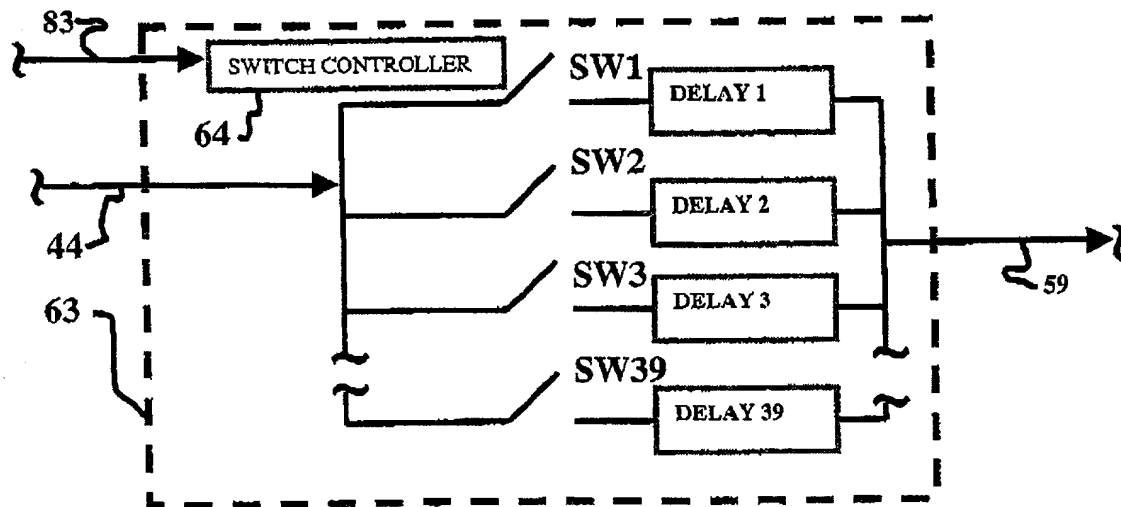 83
SWITCH CONTROLLER
SW1
DELAY 1
64
SW2
DELAY 2
44
SW3
DELAY 3
59
63
SW39
DELAY 39